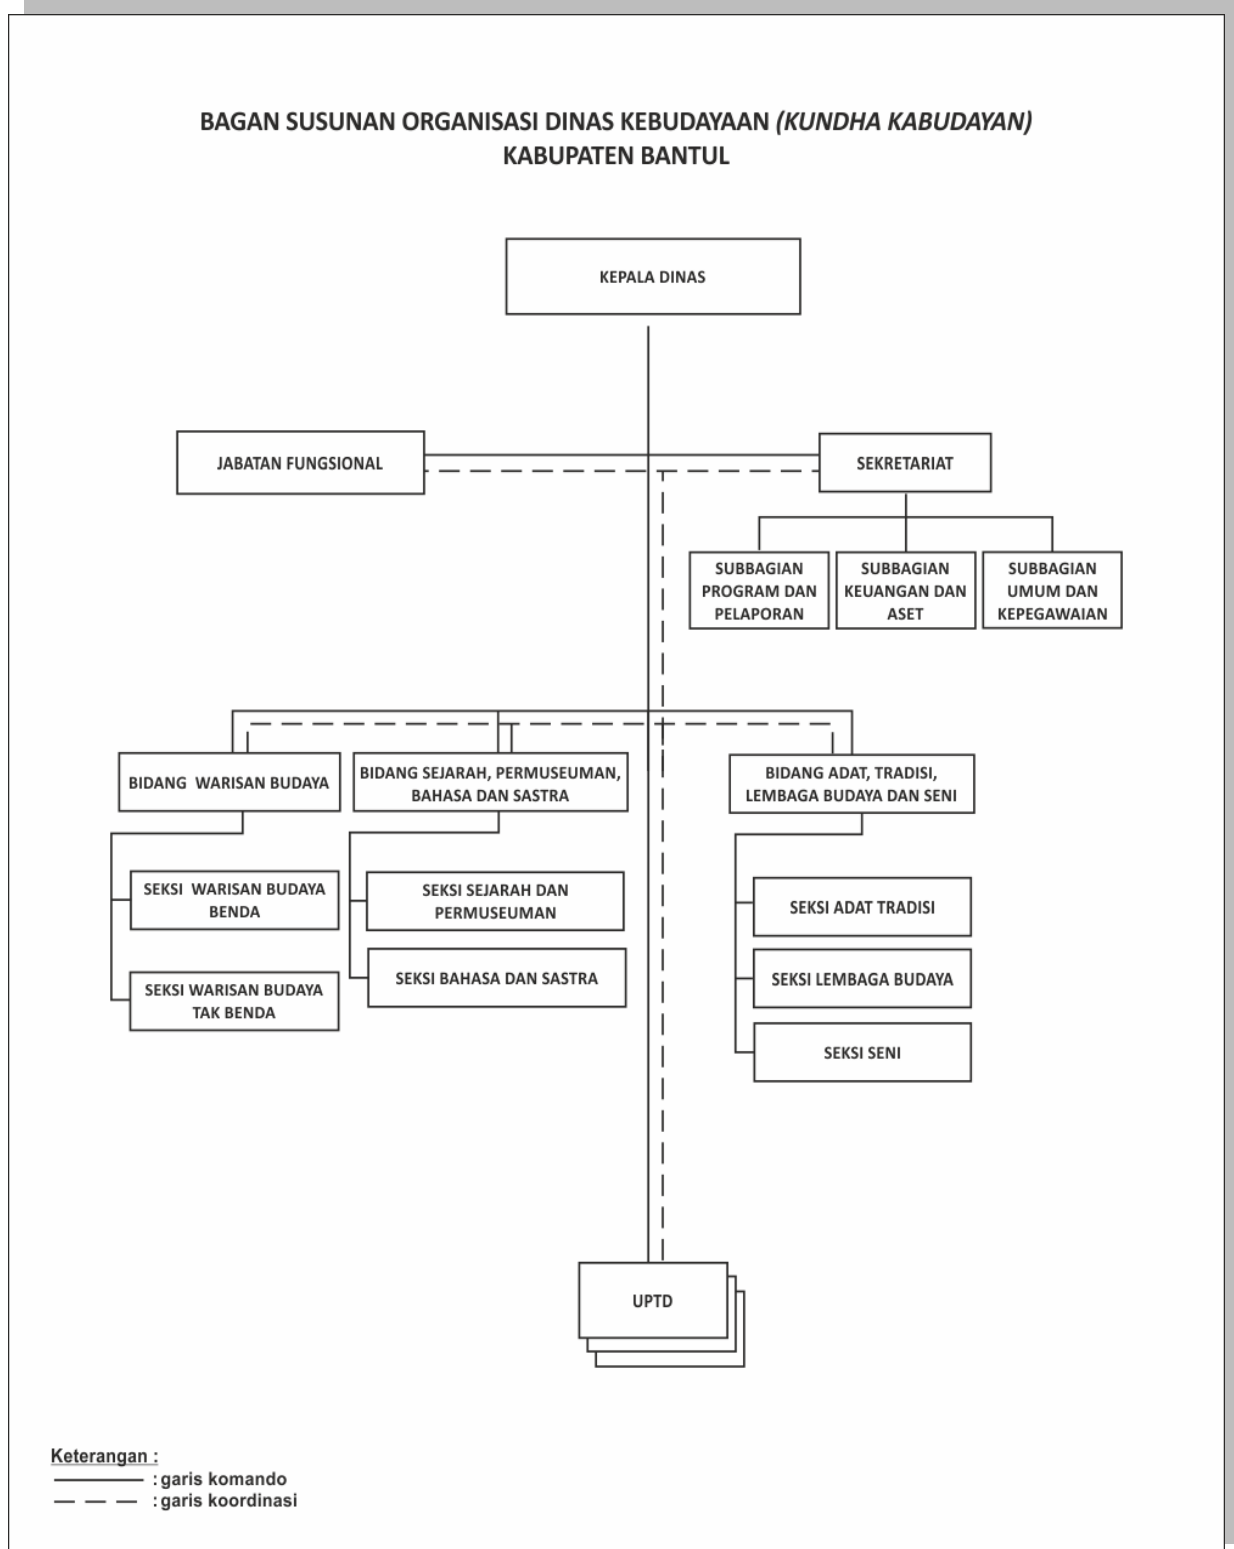 BAGAN SUSUNAN ORGANISASI DINAS KEBUDAYAAN (KUNDHA KABUDAYAN)
KABUPATEN BANTUL
KEPALA DINAS
JABATAN FUNGSIONAL
SEKRETARIAT
SUBBAGIAN
PROGRAM DAN
PELAPORAN
SUBBAGIAN
KEUANGAN DAN
ASET
SUBBAGIAN
UMUM DAN
KEPEGAWAIAN
BIDANG WARISAN BUDAYA
BIDANG SEJARAH, PERMUSEUMAN,
BAHASA DAN SASTRA
BIDANG ADAT, TRADISI,
LEMBAGA BUDAYA DAN SENI
SEKSI WARISAN BUDAYA
BENDA
SEKSI WARISAN BUDAYA
TAK BENDA
SEKSI SEJARAH DAN
PERMUSEUMAN
SEKSI BAHASA DAN SASTRA
SEKSI ADAT TRADISI
SEKSI LEMBAGA BUDAYA
SEKSI SENI
UPTD
Keterangan :
: garis komando
: garis koordinasi